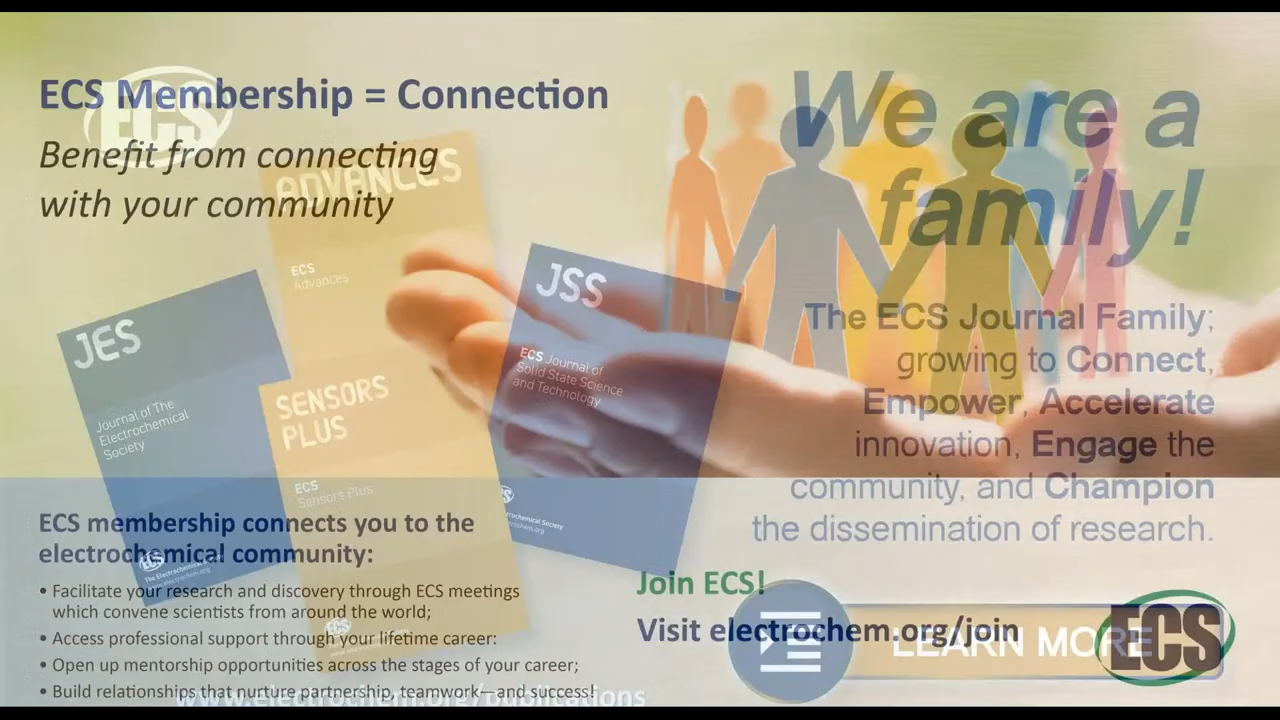 ECS Membership = Connection
Benefit from connecting
with your community
ECS
We are a
family!
ADVANCES
ECS
Advances
JES
Journal of The
Electrochemical
Society
SENSORS
PLUS
ECS
Sensors Plus
JSS
ECS Journal of
Solid State Science
and Technology
The ECS Journal Family;
growing to Connect,
Empower, Accelerate
innovation, Engage the
community, and Champion
the dissemination of research.
ECS membership connects you to the
electrochemical community:
• Facilitate your research and discovery through ECS meetings
which convene scientists from around the world;
• Access professional support through your lifetime career:
• Open up mentorship opportunities across the stages of your career;
• Build relationships that nurture partnership, teamwork—and success!
www.electrochem.org/publications
Join ECS!
Visit electrochem.org/join
LEARN MORE
ECS